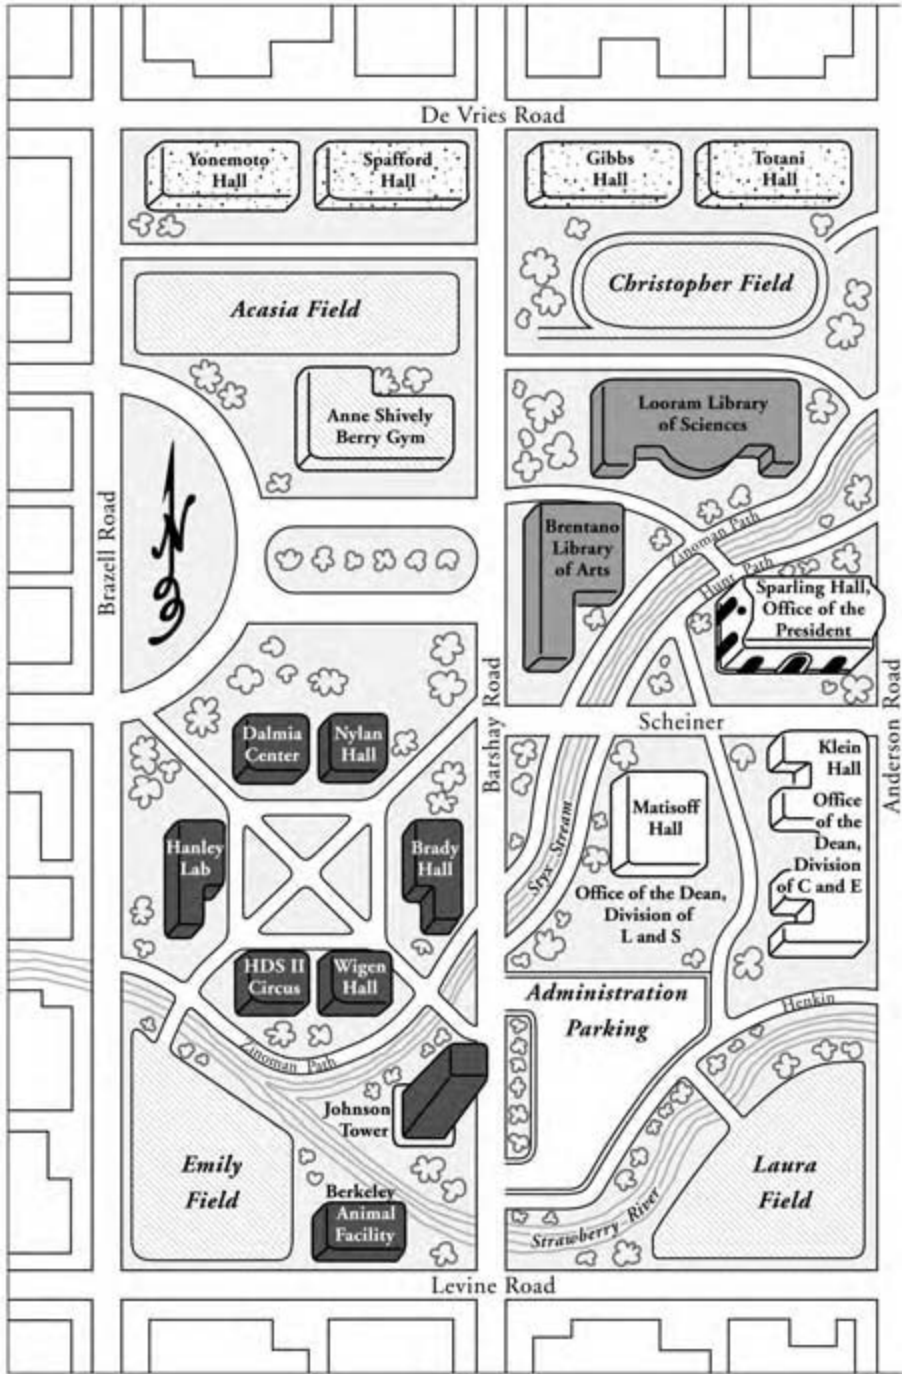 De Vries Road
Yonemoto
Hall
Spafford
Hall
Gibbs
Hall
Totani
Hall
Acasia Field
Christopher Field
Anne Shively
Berry Gym
Looram Library
of Sciences
N
Brazell Road
Brentano
Library
of Arts
Zinoman Path
Hunt Path
Sparling Hall,
Office of the
President
Barshay Road
Scheiner
Anderson Road
Dalmia
Center
Nylan
Hall
Klein
Hall
Office
of the
Dean,
Division
of C and E
Matisoff
Hall
Office of the Dean,
Division of
L and S
Styx Stream
Hanley
Lab
Brady
Hall
HDS II
Circus
Wigen
Hall
Administration
Parking
Henkin
Zinoman Path
Johnson
Tower
Emily
Field
Laura
Field
Berkeley
Animal
Facility
Strawberry River
Levine Road